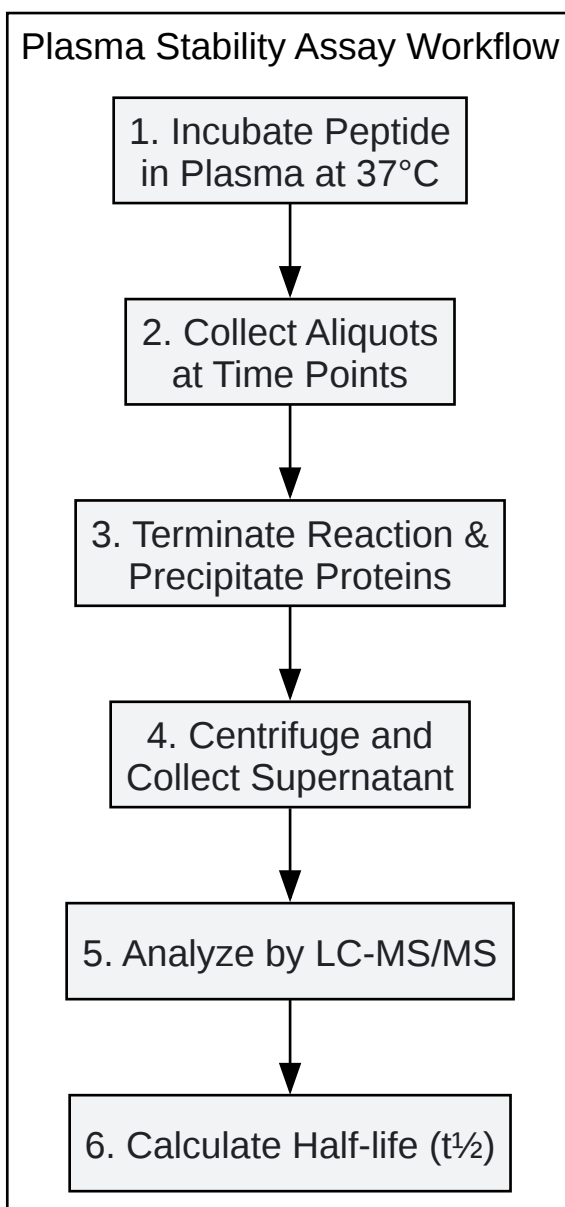 Plasma Stability Assay Workflow
1. Incubate Peptide
in Plasma at 37°C
2. Collect Aliquots
at Time Points
3. Terminate Reaction &
Precipitate Proteins
4. Centrifuge and
Collect Supernatant
5. Analyze by LC-MS/MS
6. Calculate Half-life (t½)